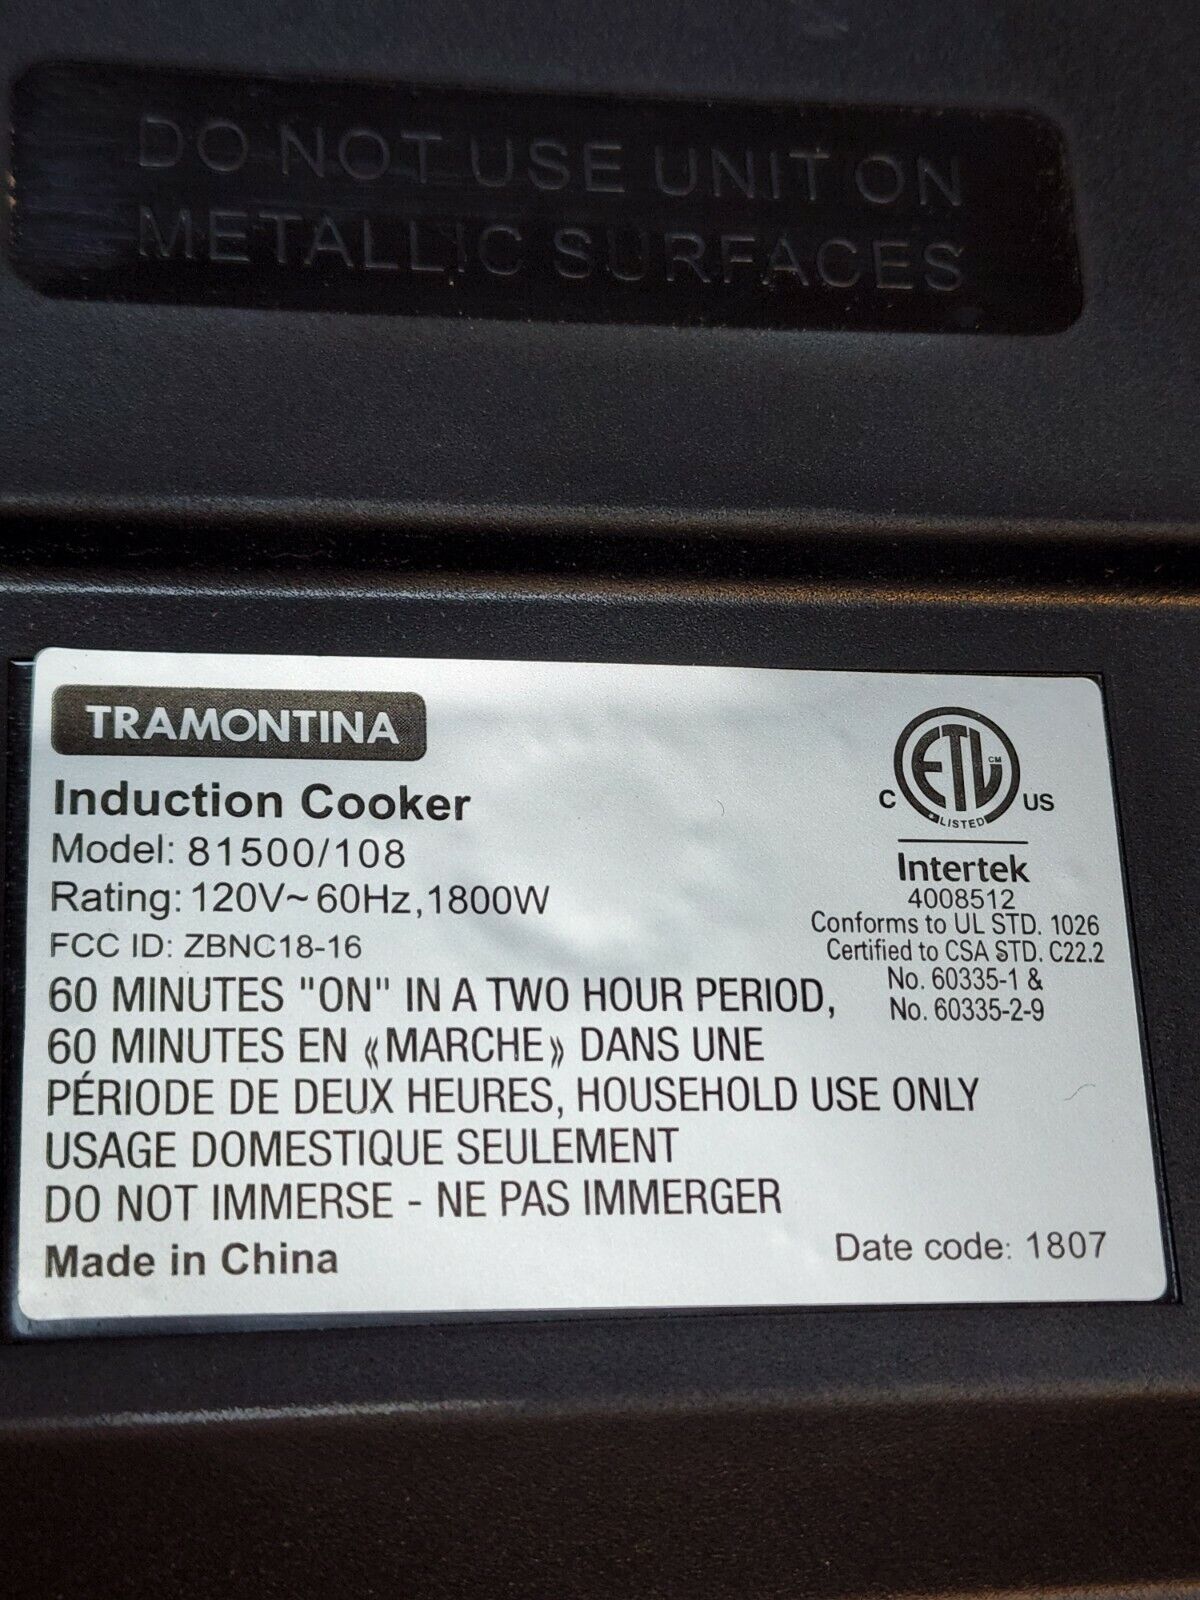 DO NOT USE UNIT ON
METALLIC SURFACES
TRAMONTINA
Induction Cooker
Model: 81500/108
Rating: 120V~60Hz,1800W
FCC ID: ZBNC18-16
60 MINUTES "ON" IN A TWO HOUR PERIOD,
60 MINUTES EN «MARCHE» DANS UNE
PÉRIODE DE DEUX HEURES, HOUSEHOLD USE ONLY
USAGE DOMESTIQUE SEULEMENT
DO NOT IMMERSE - NE PAS IMMERGER
Made in China
ETL CM
C US
LISTED
Intertek
4008512
Conforms to UL STD. 1026
Certified to CSA STD. C22.2
No. 60335-1 &
No. 60335-2-9
Date code: 1807